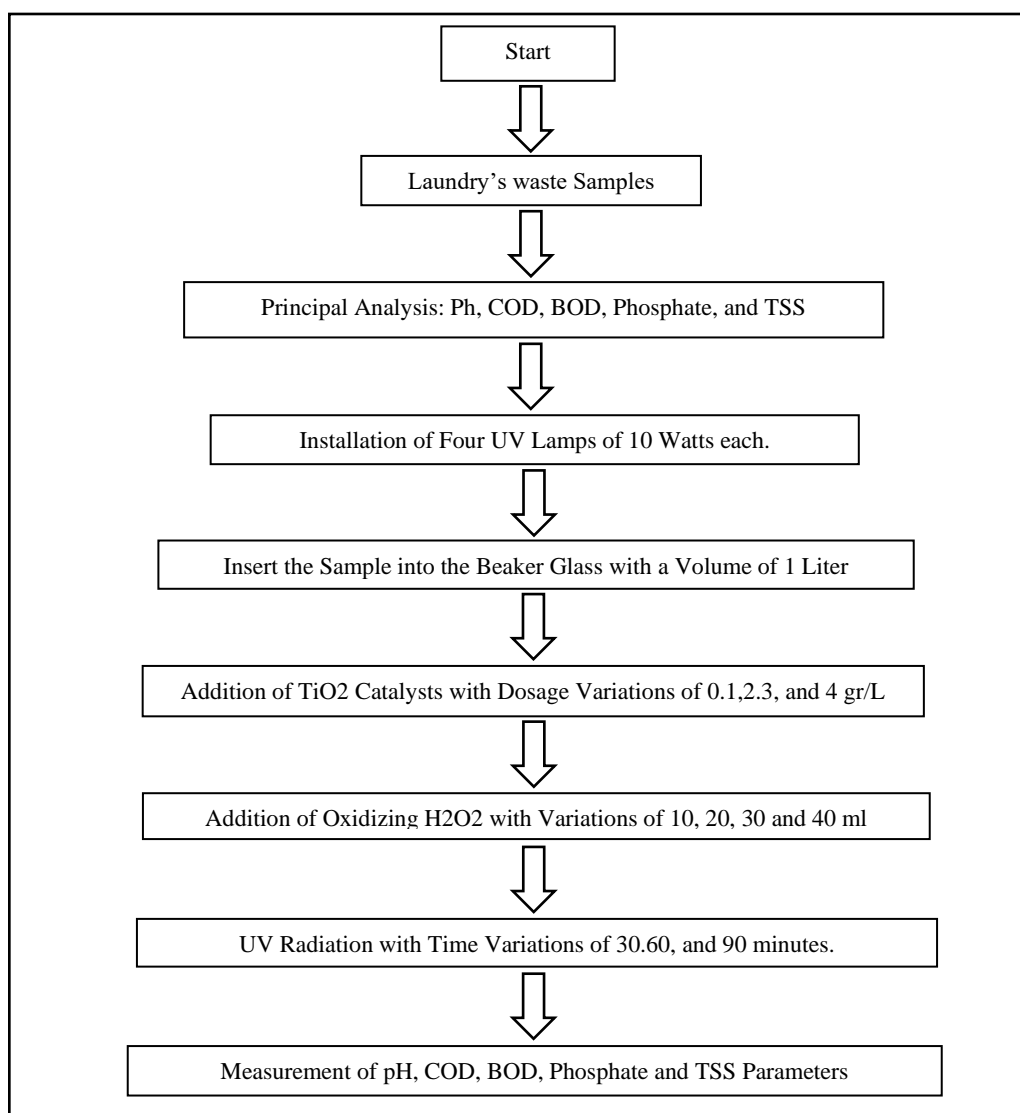 Start
Laundry’s waste Samples
Principal Analysis: Ph, COD, BOD, Phosphate, and TSS
Installation of Four UV Lamps of 10 Watts each.
Insert the Sample into the Beaker Glass with a Volume of 1 Liter
Addition of TiO2 Catalysts with Dosage Variations of 0.1,2.3, and 4 gr/L
Addition of Oxidizing H2O2 with Variations of 10, 20, 30 and 40 ml
UV Radiation with Time Variations of 30.60, and 90 minutes.
Measurement of pH, COD, BOD, Phosphate and TSS Parameters